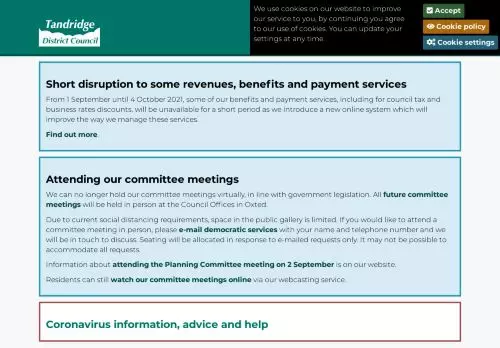 Tandridge
District Council
We use cookies on our website to improve
our service to you, by continuing you agree
to our use of cookies. You can update your
settings at any time.
Accept
Cookie policy
Cookie settings
Short disruption to some revenues, benefits and payment services
From 1 September until 4 October 2021, some of our benefits and payment services, including for council tax and
business rates discounts, will be unavailable for a short period as we introduce a new online system which will
improve the way we manage these services.
Find out more.
Attending our committee meetings
We can no longer hold our committee meetings virtually, in line with government legislation. All future committee
meetings will be held in person at the Council Offices in Oxted.
Due to current social distancing requirements, space in the public gallery is limited. If you would like to attend a
committee meeting in person, please e-mail democratic services with your name and telephone number and we
will be in touch to discuss. Seating will be allocated in response to e-mailed requests only. It may not be possible to
accommodate all requests.
Information about attending the Planning Committee meeting on 2 September is on our website.
Residents can still watch our committee meetings online via our webcasting service.
Coronavirus information, advice and help